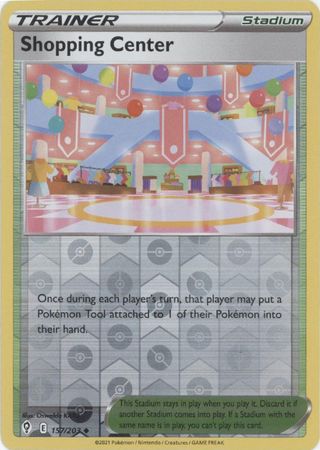 TRAINER
Stadium
Shopping Center
Once during each player's turn, that player may put a
Pokémon Tool attached to 1 of their Pokémon into
their hand.
Illus. Oswaldo
E 157/203
This Stadium stays in play when you play it. Discard it if
another Stadium comes into play. If a Stadium with the
same name is in play, you can't play this card.
©2021 Pokémon / Nintendo / Creatures / GAME FREAK